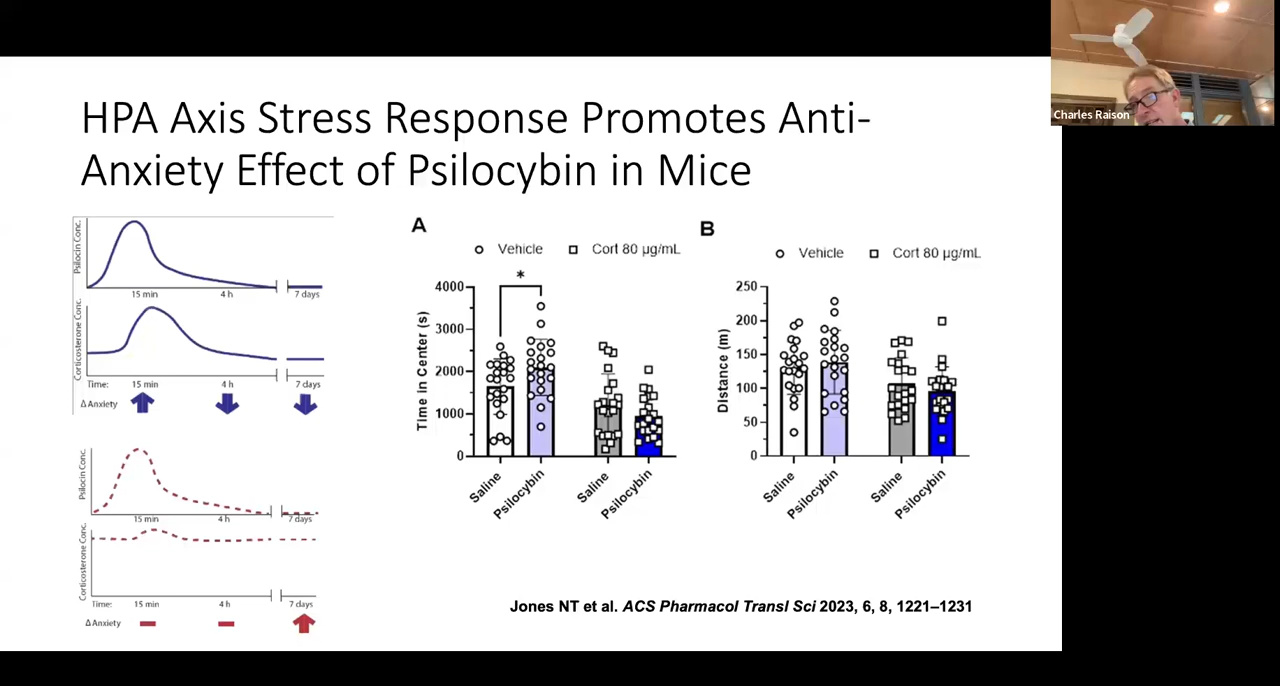 Charles Raison
HPA Axis Stress Response Promotes Anti-
Anxiety Effect of Psilocybin in Mice
Psilocin Conc.
15 min 4 h 7 days
Corticosterone Conc.
Time: 15 min 4 h 7 days
Δ Anxiety
Psilocin Conc.
15 min 4 h 7 days
Corticosterone Conc.
Time: 15 min 4 h 7 days
Δ Anxiety
A
Vehicle Cort 80 µg/mL
*
Time in Center (s)
4000
3000
2000
1000
0
Saline Psilocybin Saline Psilocybin
B
Vehicle Cort 80 µg/mL
Distance (m)
250
200
150
100
50
0
Saline Psilocybin Saline Psilocybin
Jones NT et al. ACS Pharmacol Transl Sci 2023, 6, 8, 1221–1231